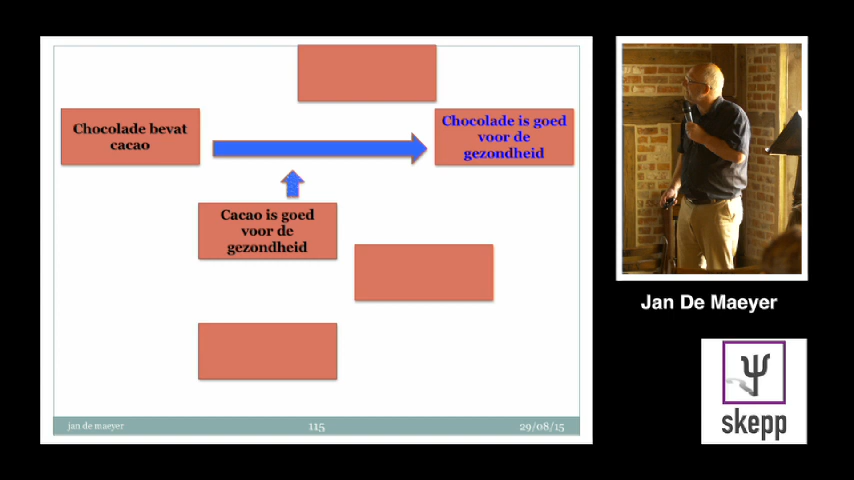 Chocolade bevat
cacao
Chocolade is goed
voor de
gezondheid
Cacao is goed
voor de
gezondheid
jan de maeyer
115
29/08/15
Jan De Maeyer
skepp